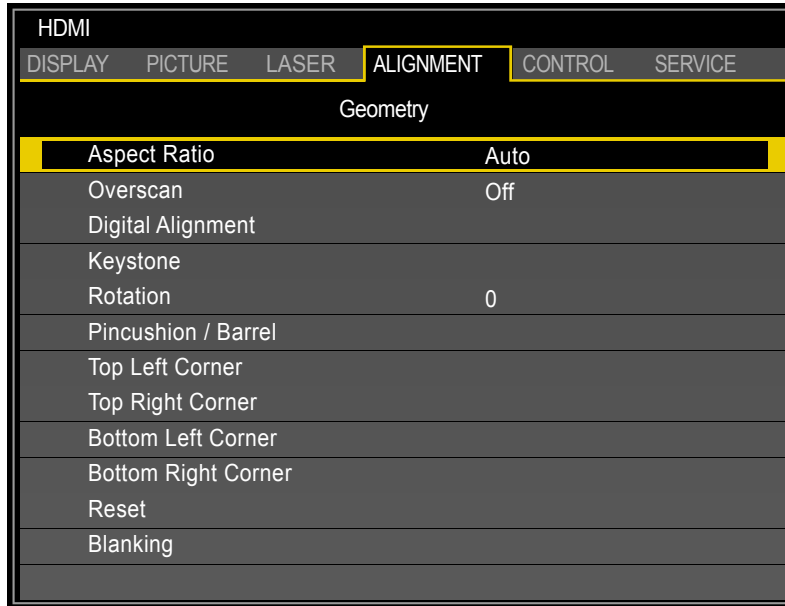 HDMI
DISPLAY PICTURE LASER ALIGNMENT CONTROL SERVICE
Geometry
Aspect Ratio Auto
Overscan Off
Digital Alignment
Keystone
Rotation 0
Pincushion / Barrel
Top Left Corner
Top Right Corner
Bottom Left Corner
Bottom Right Corner
Reset
Blanking